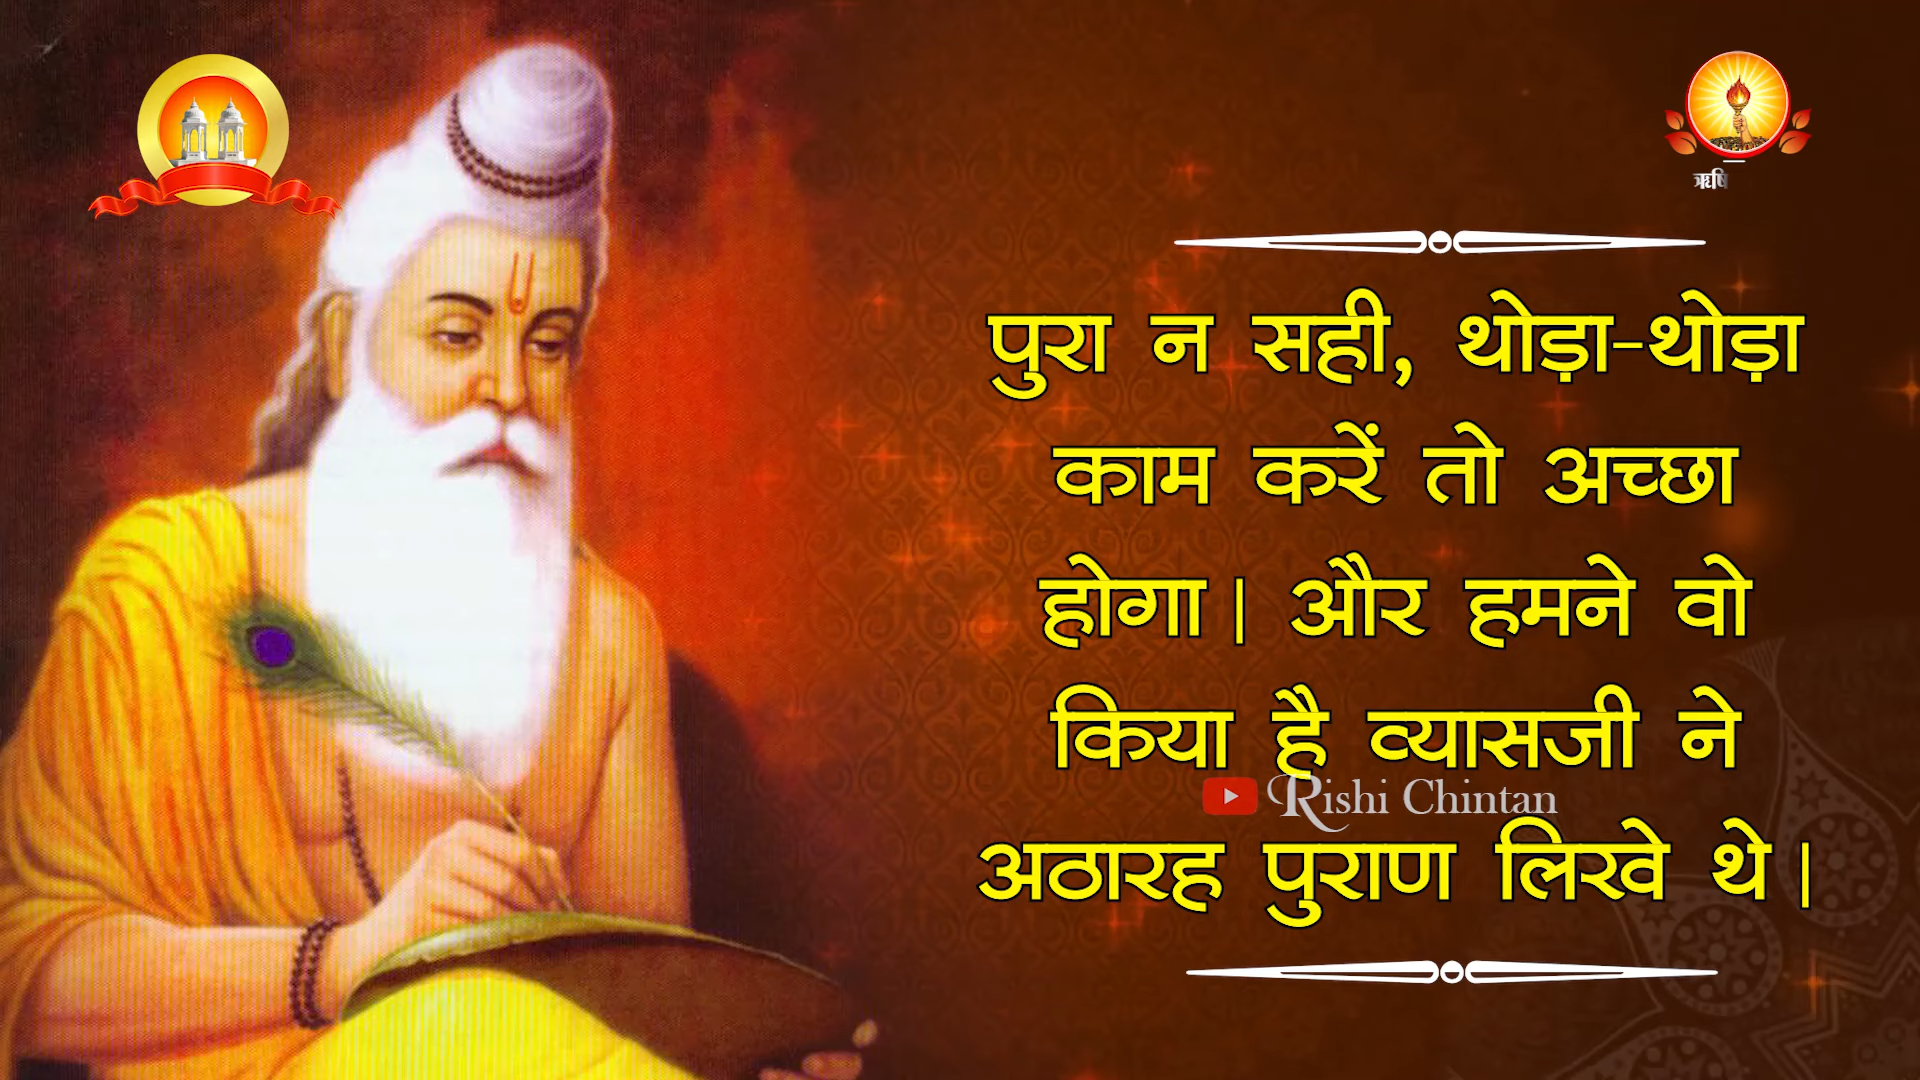 ऋषि
पुरा न सही, थोड़ा-थोड़ा
काम करें तो अच्छा
होगा। और हमने वो
किया है व्यासजी ने
Rishi Chintan
अठारह पुराण लिखे थे।